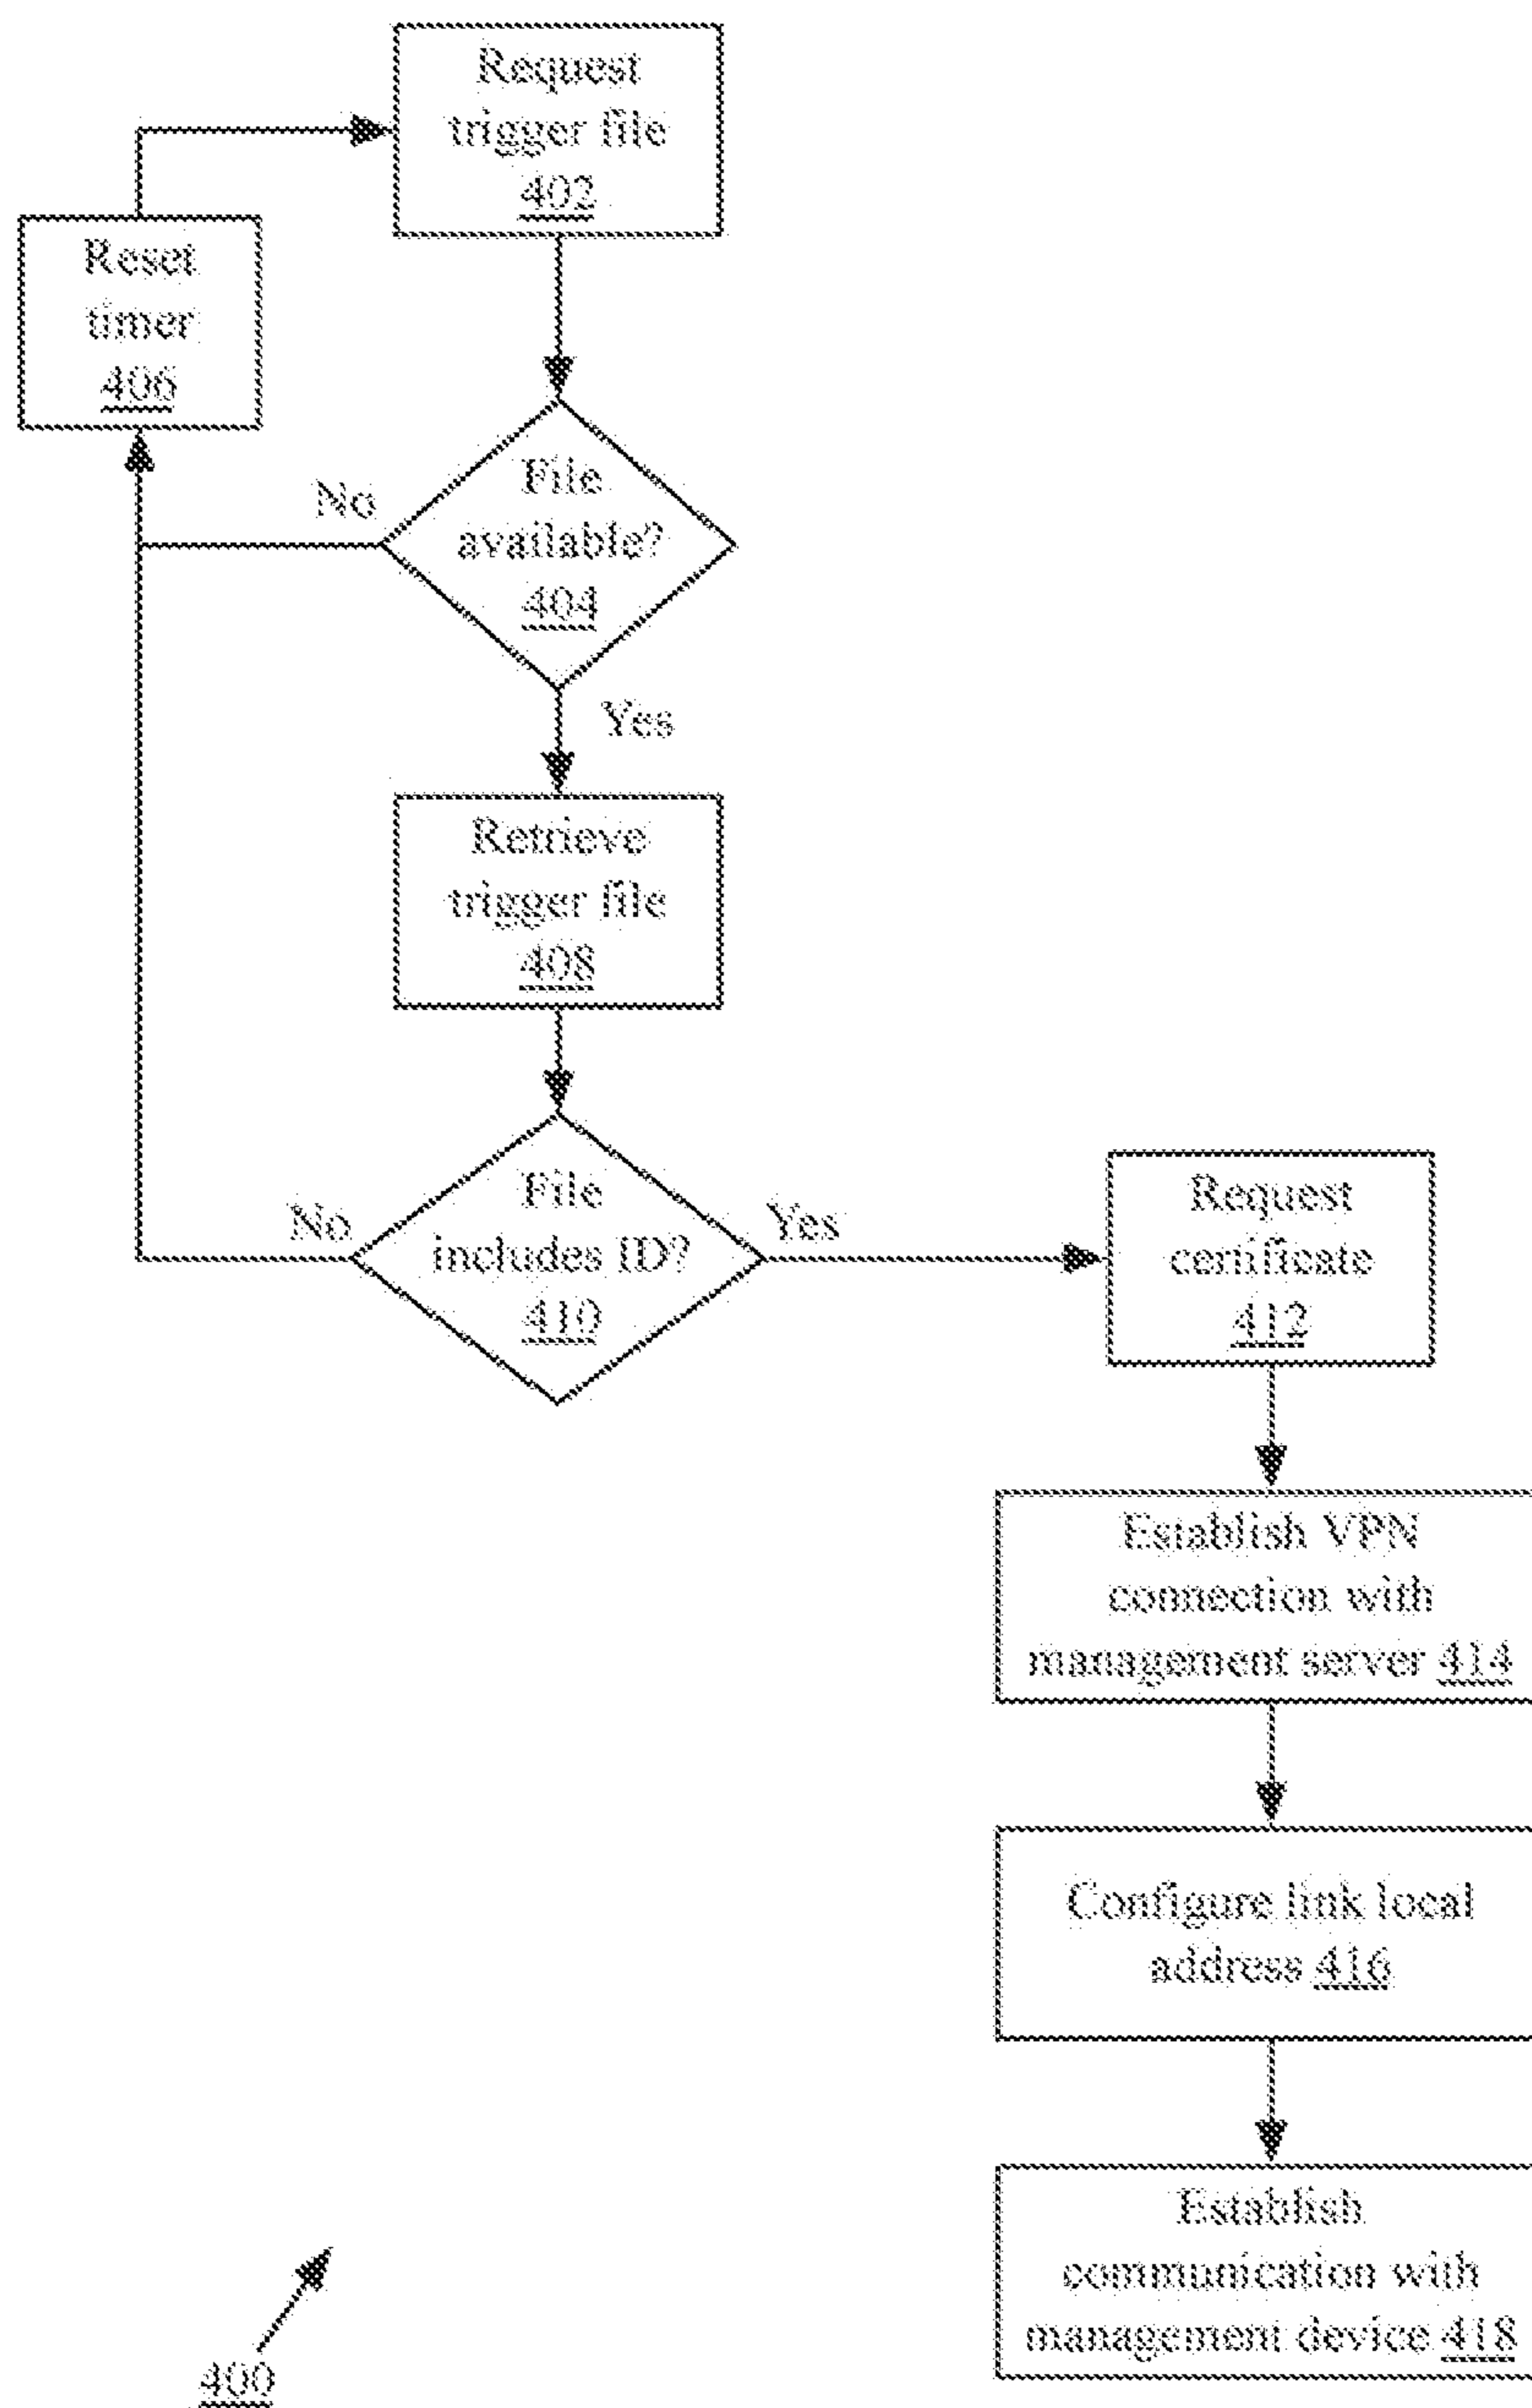 Request
trigger file
402
Reset
timer
406
File
available?
404
No
Yes
Retrieve
trigger file
408
File
includes ID?
410
No
Yes
Request
certificate
412
Establish VPN
connection with
management server 414
Configure link local
address 416
Establish
communication with
management device 418
400